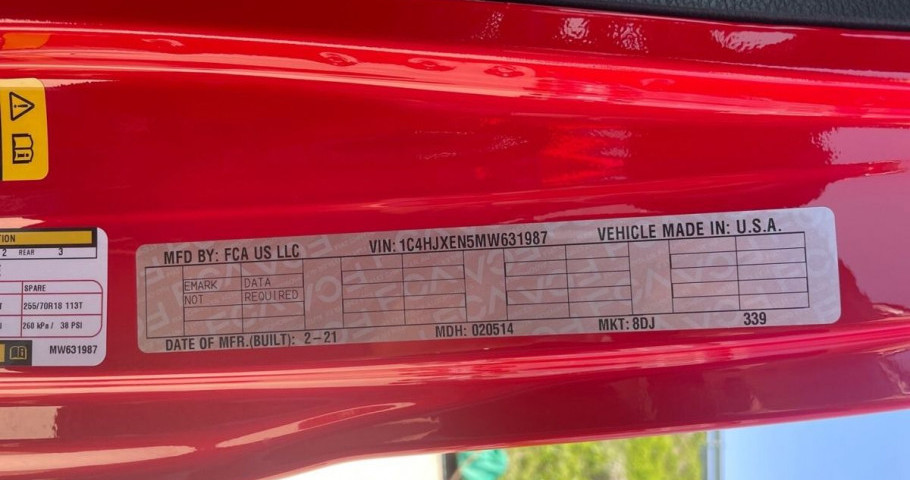 TION
2 REAR 3
SPARE
T 255/70R18 113T
I 260 kPa / 38 PSI
MW631987
MFD BY: FCA US LLC VIN: 1C4HJXEN5MW631987 VEHICLE MADE IN: U.S.A.
EMARK DATA
NOT REQUIRED
DATE OF MFR.(BUILT): 2-21 MDH: 020514 MKT: 8DJ 339